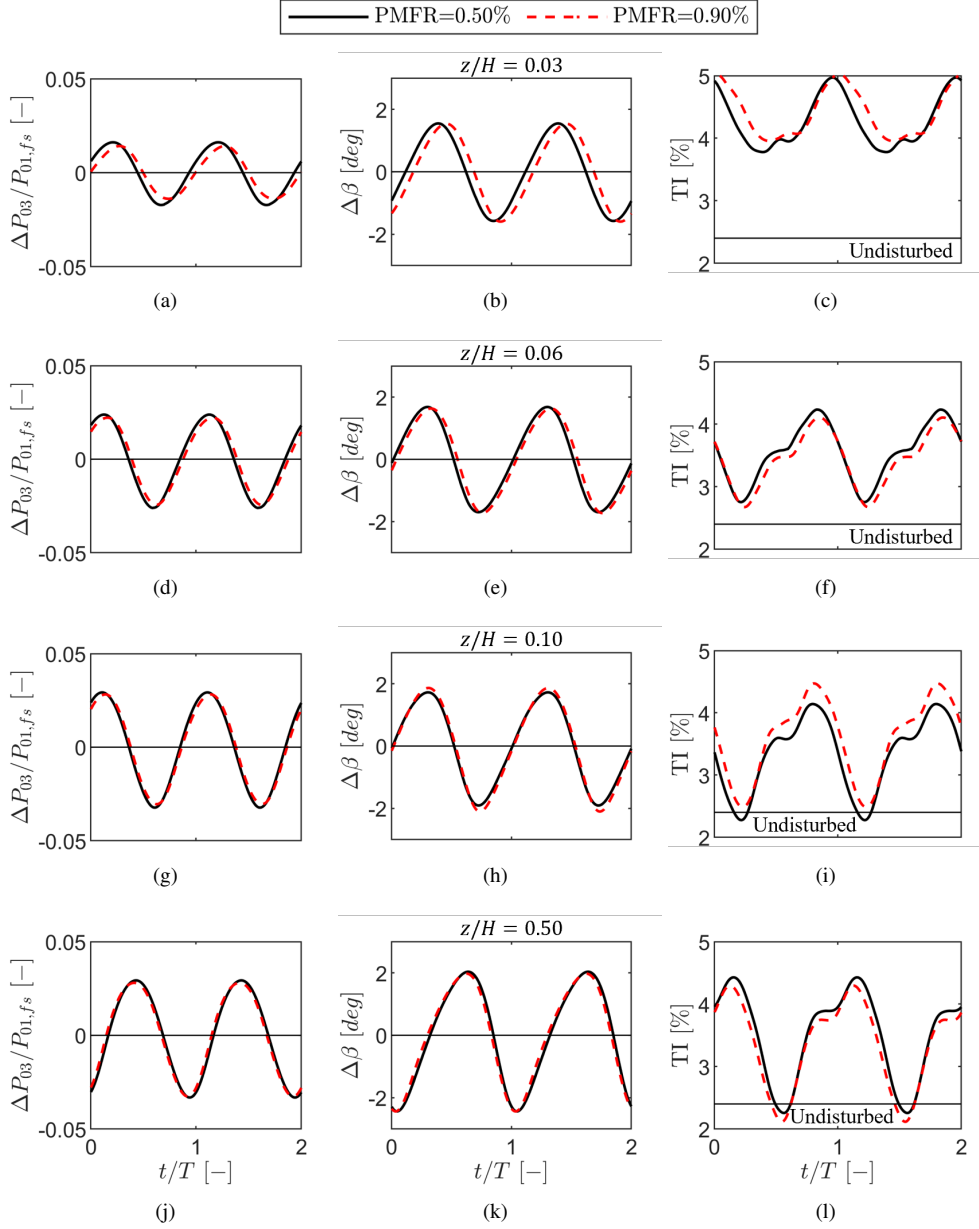 PMFR=0.50% PMFR=0.90%
z/H = 0.03
0.05
0
-0.05
ΔP03/P01,fs [−]
2
0
-2
Δβ [deg]
5
4
3
2
TI [%]
Undisturbed
(a) (b) (c)
z/H = 0.06
0.05
0
-0.05
ΔP03/P01,fs [−]
2
0
-2
Δβ [deg]
5
4
3
2
TI [%]
Undisturbed
(d) (e) (f)
z/H = 0.10
0.05
0
-0.05
ΔP03/P01,fs [−]
2
0
-2
Δβ [deg]
5
4
3
2
TI [%]
Undisturbed
(g) (h) (i)
z/H = 0.50
0.05
0
-0.05
ΔP03/P01,fs [−]
0 1 2
t/T [−]
2
0
-2
Δβ [deg]
0 1 2
t/T [−]
5
4
3
2
TI [%]
Undisturbed
0 1 2
t/T [−]
(j) (k) (l)